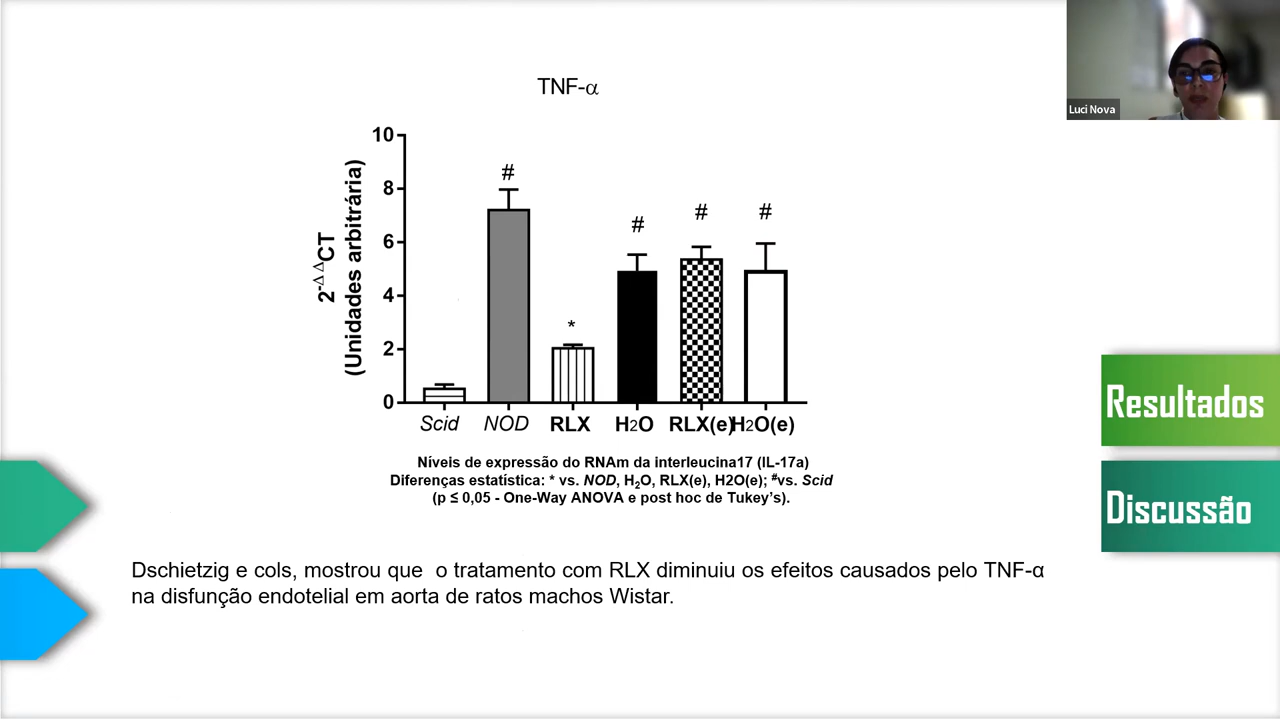 Luci Nova
TNF-α
10
8
6
4
2
0
2-ΔΔCT
(Unidades arbitrária)
#
#
#
#
*
Scid NOD RLX H2O RLX(e) H2O(e)
Níveis de expressão do RNAm da interleucina17 (IL-17a)
Diferenças estatística: * vs. NOD, H2O, RLX(e), H2O(e); #vs. Scid
(p ≤ 0,05 - One-Way ANOVA e post hoc de Tukey’s).
Resultados
Discussão
Dschietzig e cols, mostrou que o tratamento com RLX diminuiu os efeitos causados pelo TNF-α
na disfunção endotelial em aorta de ratos machos Wistar.